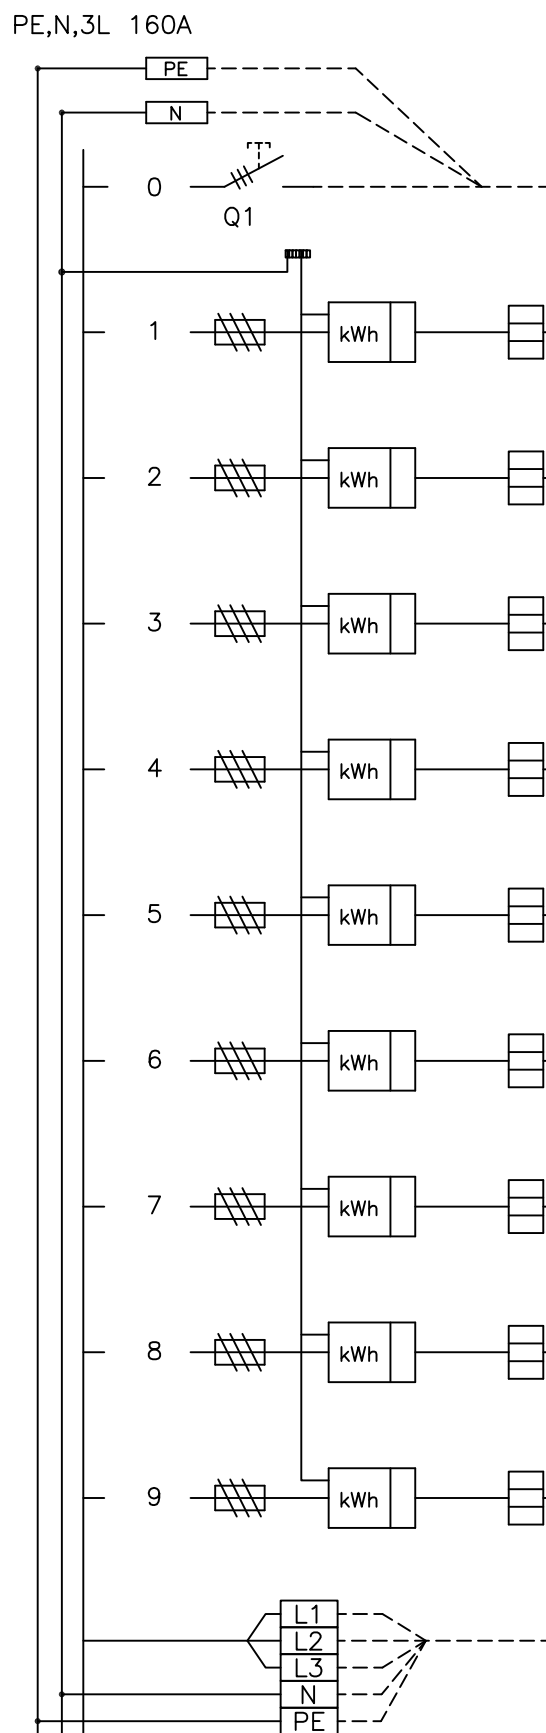 PE,N,3L 160A
PE
N
0
Q1
1 kWh
2 kWh
3 kWh
4 kWh
5 kWh
6 kWh
7 kWh
8 kWh
9 kWh
L1
L2
L3
N
PE